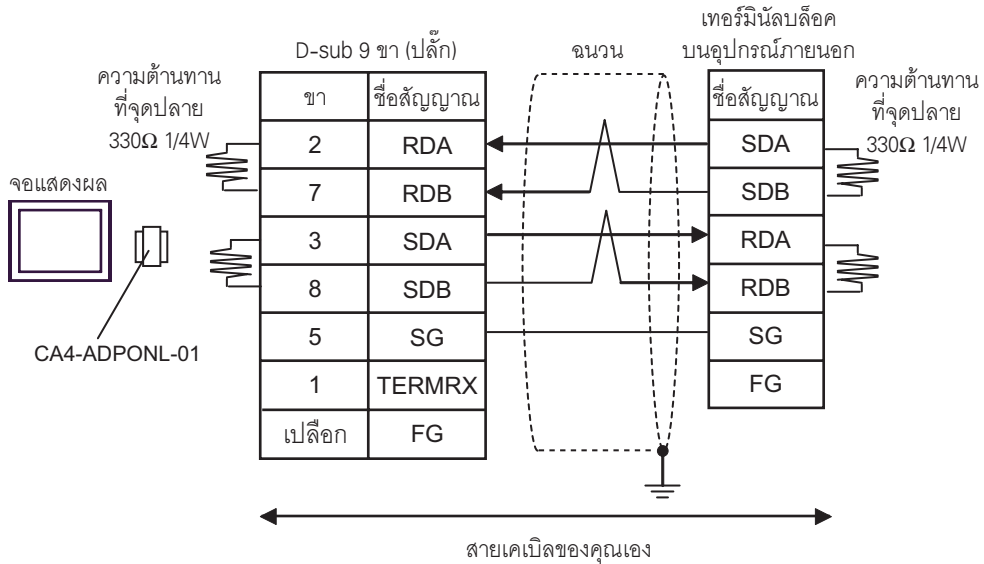 เทอร์มินัลบล็อค
บนอุปกรณ์ภายนอก
D-sub 9 ขา (ปลั๊ก)
ฉนวน
ความต้านทาน
ที่จุดปลาย
330Ω 1/4W
ความต้านทาน
ที่จุดปลาย
330Ω 1/4W
ขา ชื่อสัญญาณ
ชื่อสัญญาณ
2 RDA
SDA
7 RDB
SDB
3 SDA
RDA
8 SDB
RDB
5 SG
SG
1 TERMRX
FG
เปลือก FG
จอแสดงผล
CA4-ADPONL-01
สายเคเบิลของคุณเอง